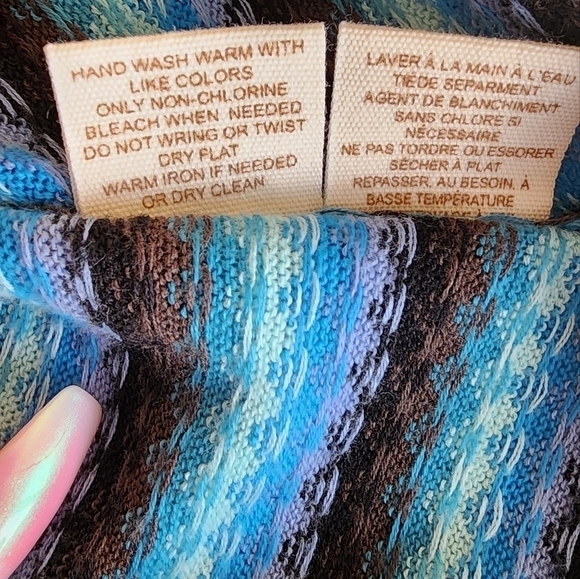 HAND WASH WARM WITH
LIKE COLORS
ONLY NON-CHLORINE
BLEACH WHEN NEEDED
DO NOT WRING OR TWIST
DRY FLAT
WARM IRON IF NEEDED
OR DRY CLEAN
LAVER À LA MAIN À L'EAU
TIÈDE SEPARMENT
AGENT DE BLANCHIMENT
SANS CHLORE SI
NÉCESSAIRE
NE PAS TORDRE OU ESSORER
SÉCHER À PLAT
REPASSER, AU BESOIN, À
BASSE TEMPÉRATURE